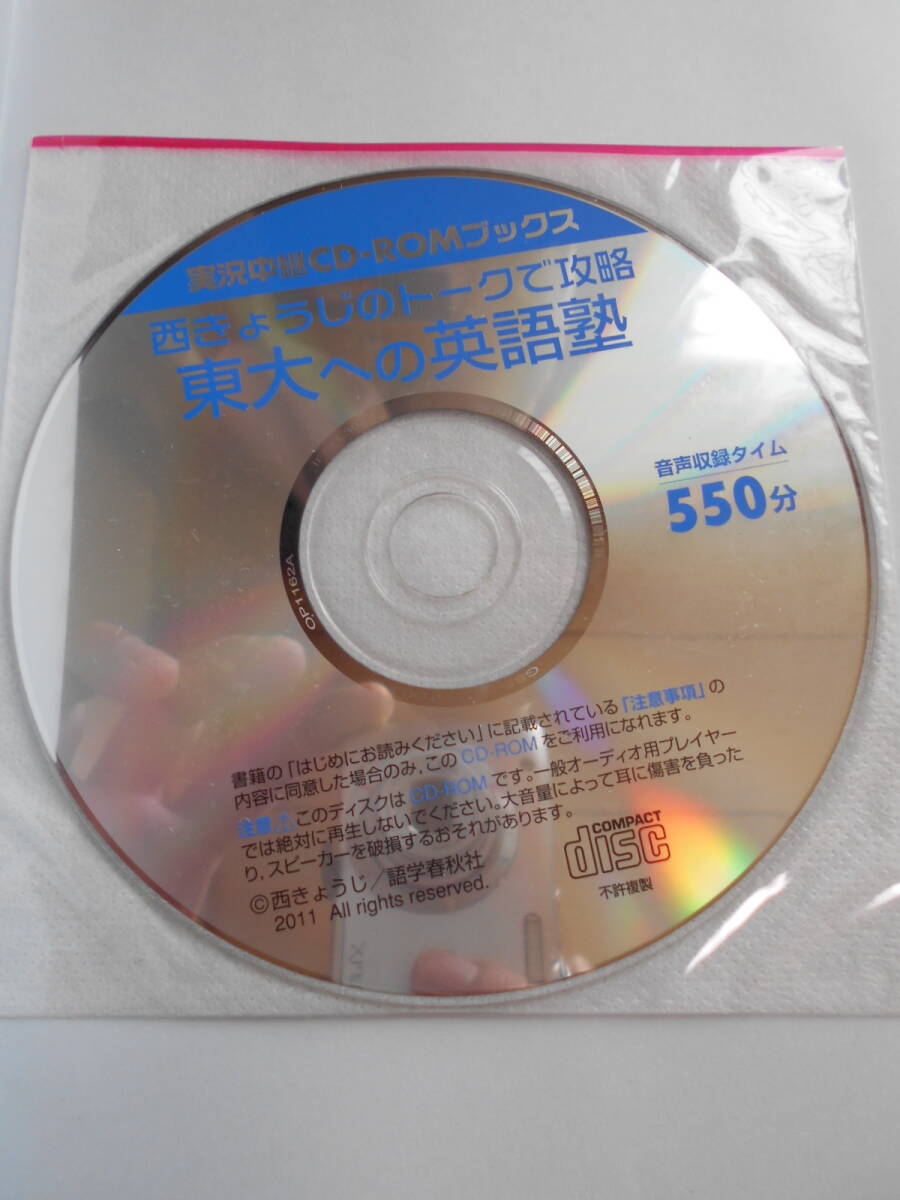 実況中継CD-ROMブックス
西きょうじのトークで攻略
東大への英語塾
音声収録タイム
550分
QP1162A
書籍の「はじめにお読みください」に記載されている「注意事項」の
内容に同意した場合のみ，このCD-ROMをご利用になれます。
注意 このディスクはCD-ROMです。一般オーディオ用プレイヤー
では絶対に再生しないでください。大音量によって耳に傷害を負った
り，スピーカーを破損するおそれがあります。
©西きょうじ／語学春秋社
2011 All rights reserved.
COMPACT
disc
不許複製